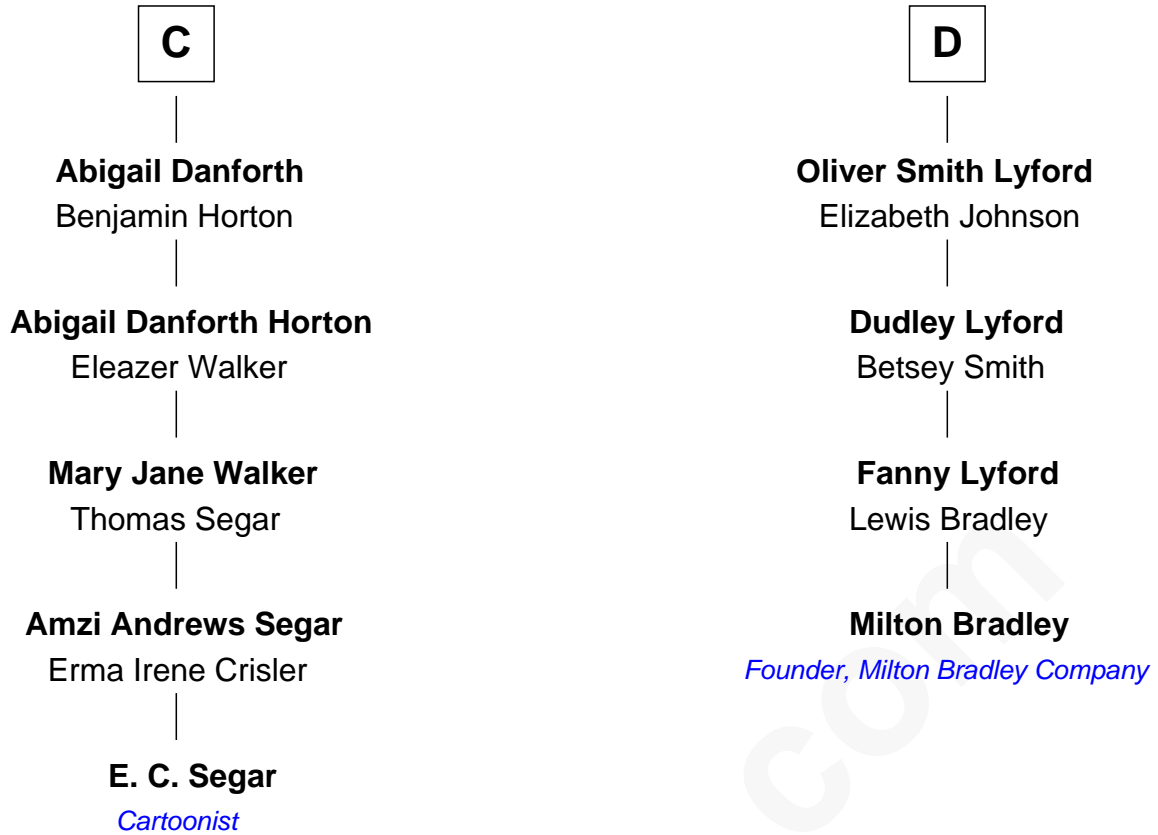 C
Abigail Danforth
Benjamin Horton
Abigail Danforth Horton
Eleazer Walker
Mary Jane Walker
Thomas Segar
Amzi Andrews Segar
Erma Irene Crisler
E. C. Segar
Cartoonist
D
Oliver Smith Lyford
Elizabeth Johnson
Dudley Lyford
Betsey Smith
Fanny Lyford
Lewis Bradley
Milton Bradley
Founder, Milton Bradley Company
com